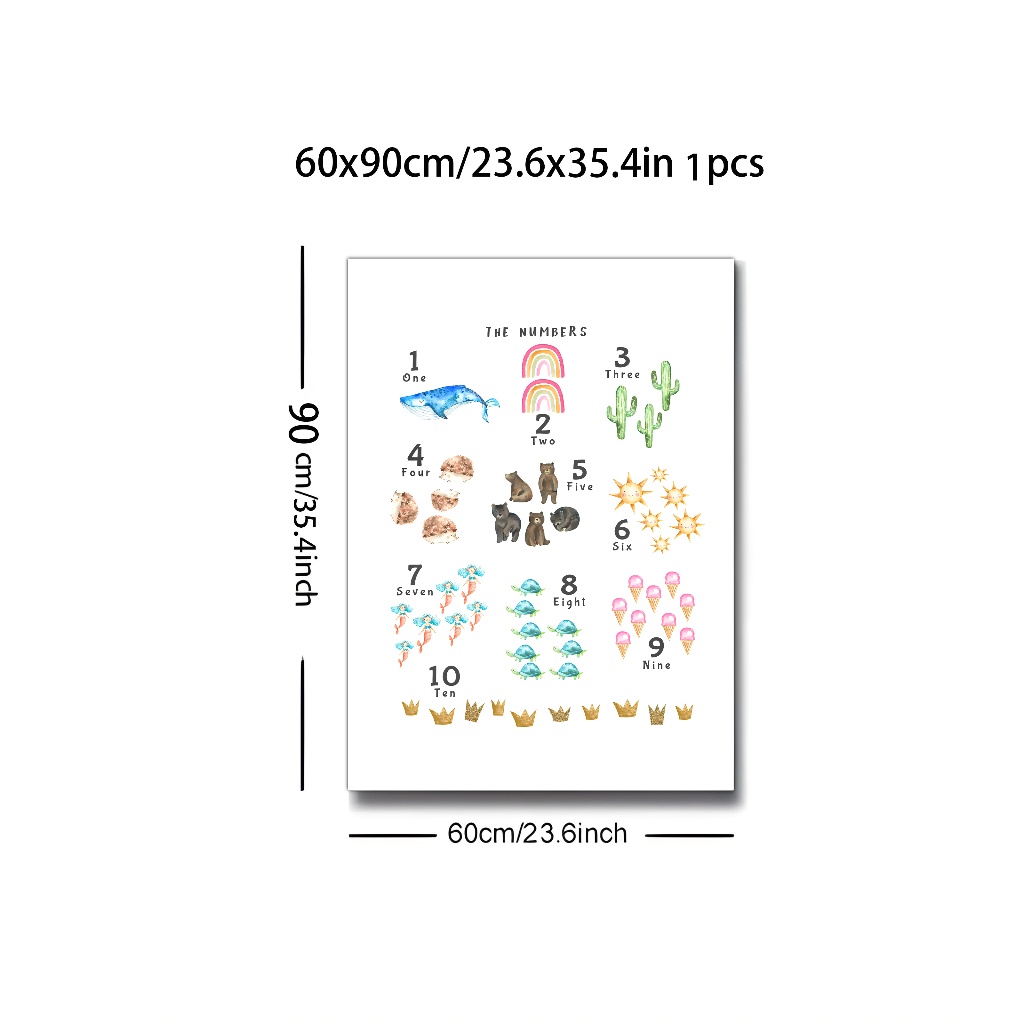 60x90cm/23.6x35.4in 1pcs
90 cm/35.4inch
THE NUMBERS
1
One
2
Two
3
Three
4
Four
5
Five
6
Six
7
Seven
8
Eight
9
Nine
10
Ten
60cm/23.6inch